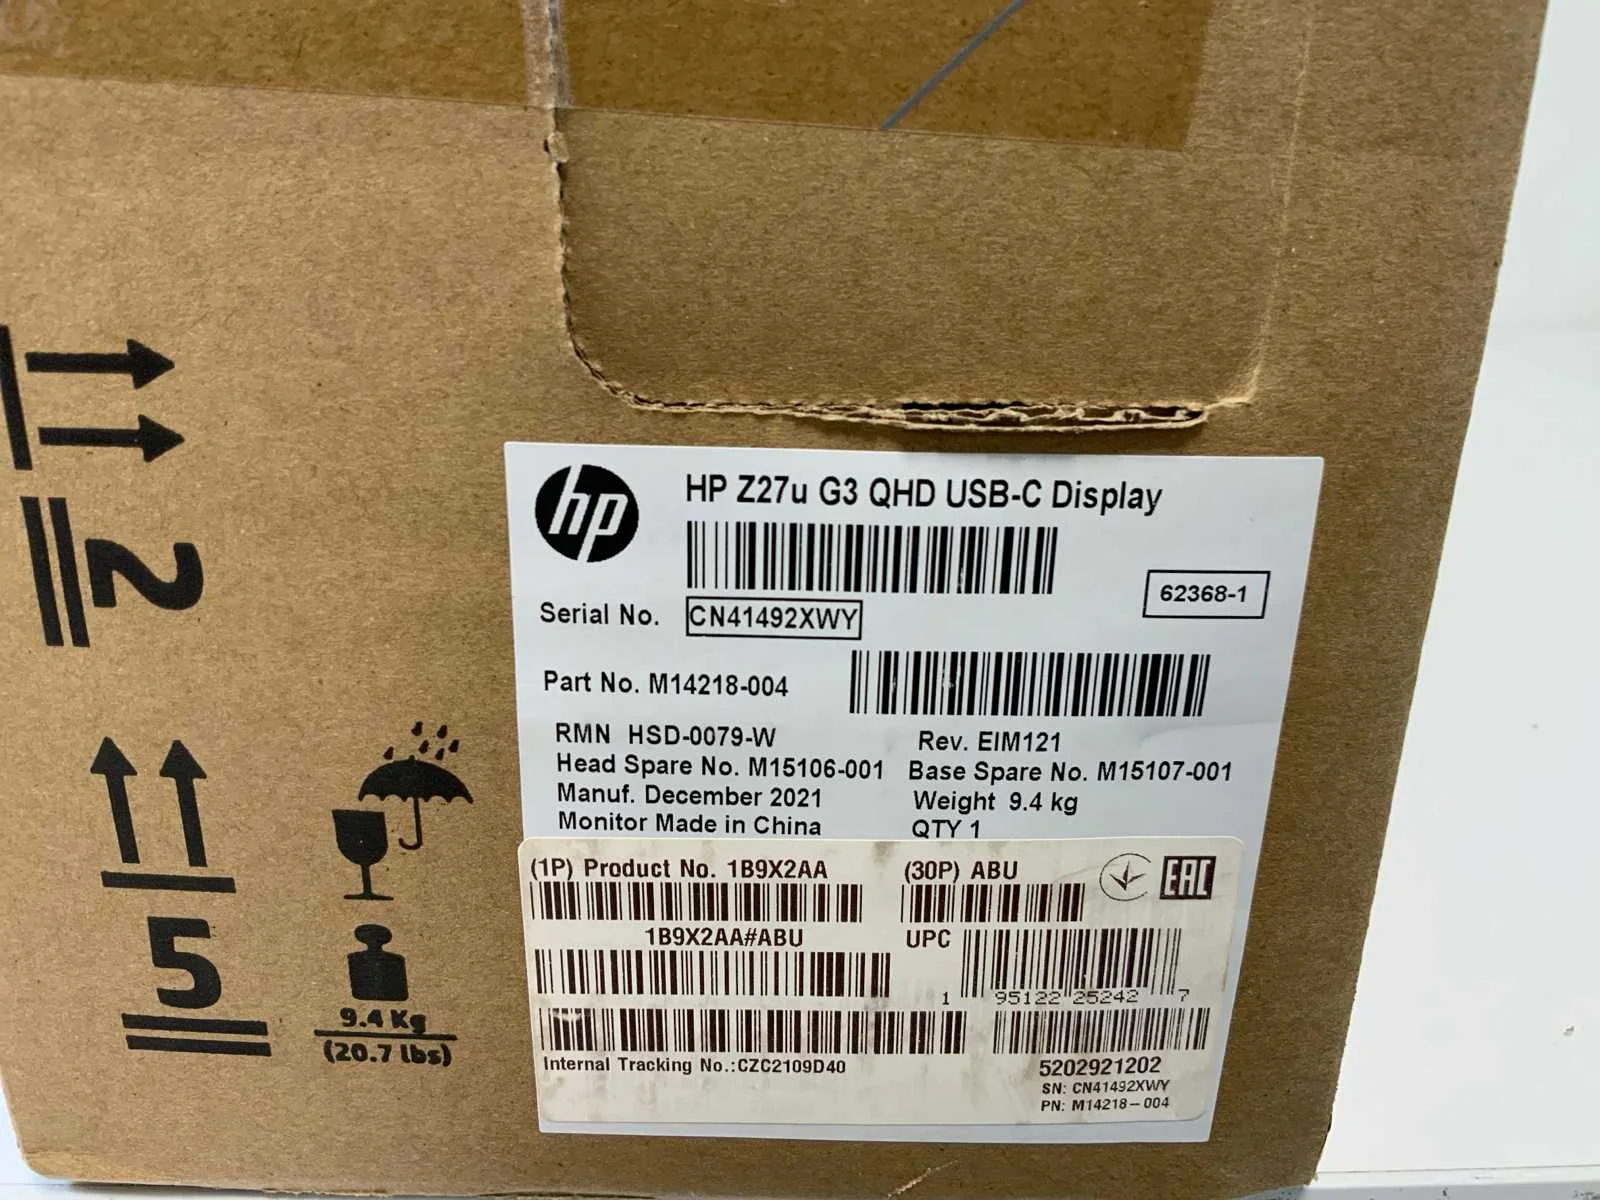 hp
HP Z27u G3 QHD USB-C Display
62368-1
Serial No. CN41492XWY
Part No. M14218-004
RMN HSD-0079-W
Rev. EIM121
Head Spare No. M15106-001
Base Spare No. M15107-001
Manuf. December 2021
Weight 9.4 kg
Monitor Made in China
QTY 1
(1P) Product No. 1B9X2AA
(30P) ABU
EAC
1B9X2AA#ABU
UPC
1 95122 25242 7
Internal Tracking No.:CZC2109D40
5202921202
SN: CN41492XWY
PN: M14218-004
2
5
9.4 Kg
(20.7 lbs)